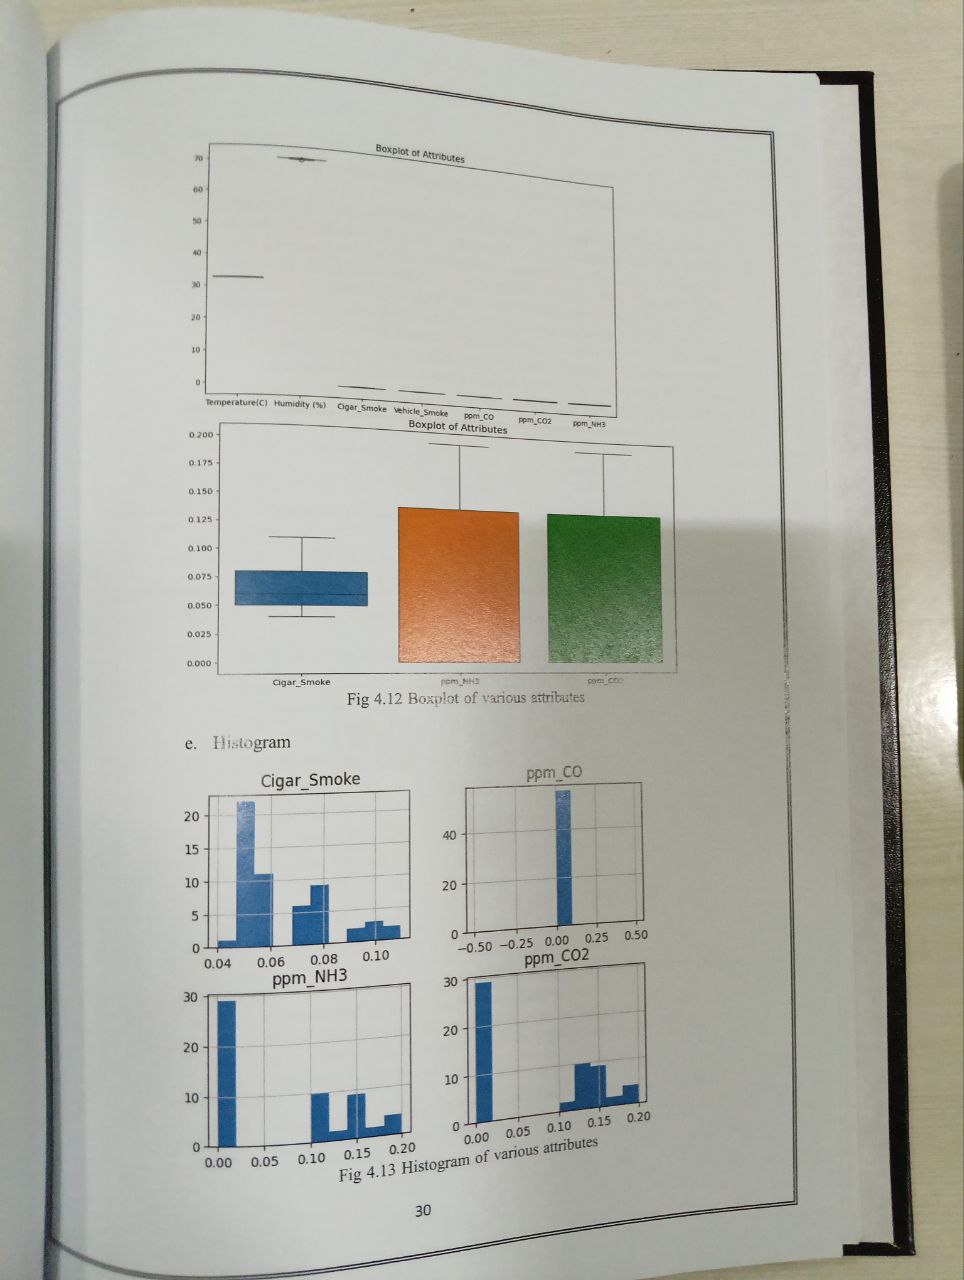 Boxplot of Attributes
70
60
50
40
30
20
10
0
Temperature(C) Humidity (%) Cigar_Smoke Vehicle_Smoke ppm_CO ppm_CO2 ppm_NH3
Boxplot of Attributes
0.200
0.175
0.150
0.125
0.100
0.075
0.050
0.025
0.000
Cigar_Smoke ppm_NH3 ppm_CO2
Fig 4.12 Boxplot of various attributes
e. Histogram
Cigar_Smoke
20
15
10
5
0
0.04 0.06 0.08 0.10
ppm_CO
40
20
0
−0.50 −0.25 0.00 0.25 0.50
ppm_NH3
30
20
10
0
0.00 0.05 0.10 0.15 0.20
ppm_CO2
30
20
10
0
0.00 0.05 0.10 0.15 0.20
Fig 4.13 Histogram of various attributes
30